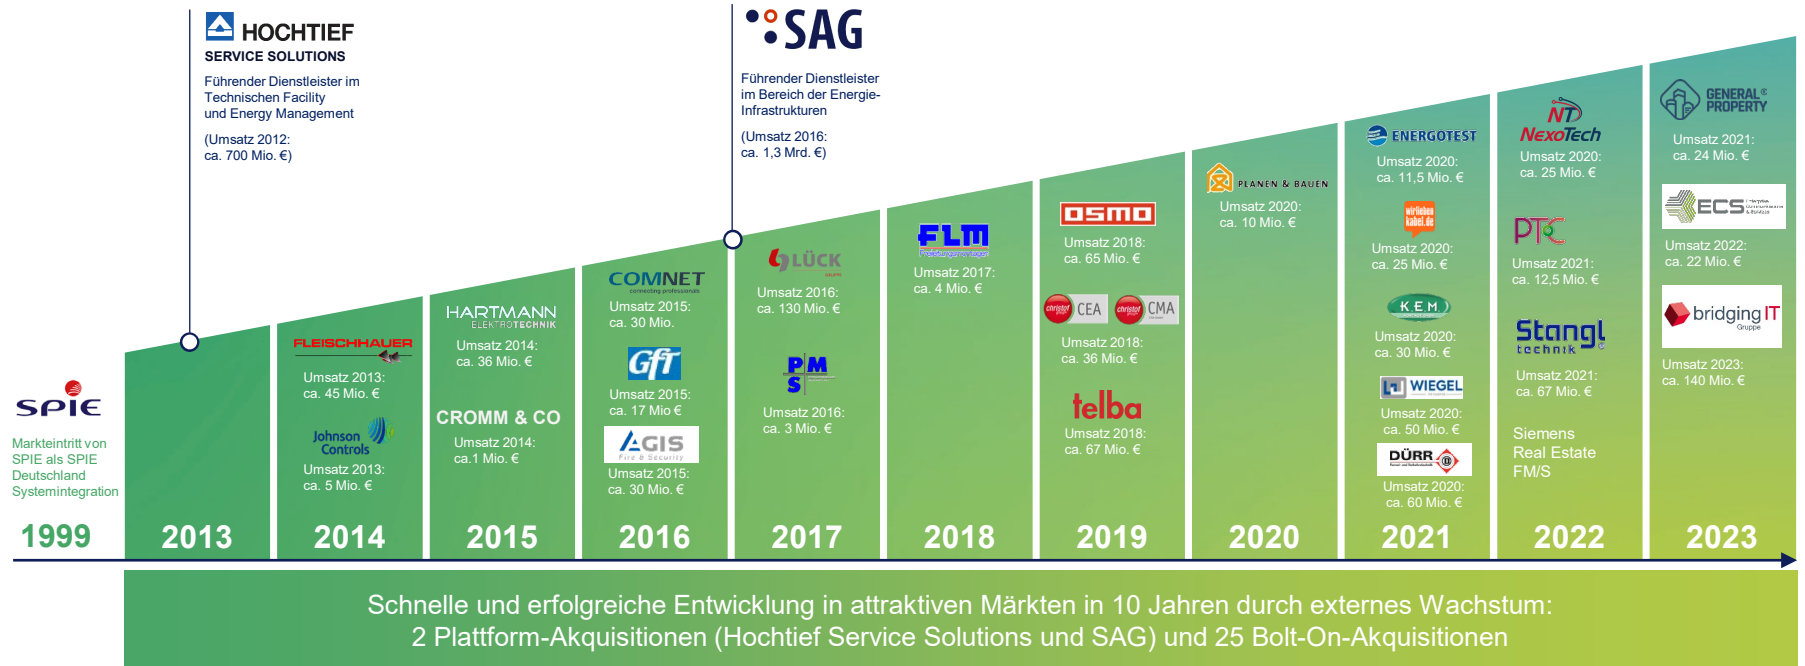 HOCHTIEF
SERVICE SOLUTIONS
Führender Dienstleister im
Technischen Facility
und Energy Management
(Umsatz 2012:
ca. 700 Mio. €)
SAG
Führender Dienstleister
im Bereich der Energie-
Infrastrukturen
(Umsatz 2016:
ca. 1,3 Mrd. €)
SPIE
Markteintritt von
SPIE als SPIE
Deutschland
Systemintegration
1999
2013
FLEISCHHAUER
Umsatz 2013:
ca. 45 Mio. €
Johnson
Controls
Umsatz 2013:
ca. 5 Mio. €
2014
HARTMANN
ELEKTROTECHNIK
Umsatz 2014:
ca. 36 Mio. €
CROMM & CO
Umsatz 2014:
ca.1 Mio. €
2015
COMNET
connecting professionals
Umsatz 2015:
ca. 30 Mio.
GfT
Umsatz 2015:
ca. 17 Mio €
AGIS
Fire & Security
Umsatz 2015:
ca. 30 Mio. €
2016
LÜCK
GRUPPE
Umsatz 2016:
ca. 130 Mio. €
PMS
Umsatz 2016:
ca. 3 Mio. €
2017
FLM
Umsatz 2017:
ca. 4 Mio. €
2018
osmo
Umsatz 2018:
ca. 65 Mio. €
christof
CEA
christof
CMA
Umsatz 2018:
ca. 36 Mio. €
telba
Umsatz 2018:
ca. 67 Mio. €
2019
PLANEN & BAUEN
Umsatz 2020:
ca. 10 Mio. €
2020
ENERGOTEST
Umsatz 2020:
ca. 11,5 Mio. €
wirlieben
kabel.de
Umsatz 2020:
ca. 25 Mio. €
K.E.M
Umsatz 2020:
ca. 30 Mio. €
WIEGEL
Umsatz 2020:
ca. 50 Mio. €
DÜRR
Umsatz 2020:
ca. 60 Mio. €
2021
NT
NexoTech
Umsatz 2020:
ca. 25 Mio. €
PTC
Umsatz 2021:
ca. 12,5 Mio. €
Stangl
technik
Umsatz 2021:
ca. 67 Mio. €
Siemens
Real Estate
FM/S
2022
GENERAL®
PROPERTY
Umsatz 2021:
ca. 24 Mio. €
ECS
Umsatz 2022:
ca. 22 Mio. €
bridgingIT
Gruppe
Umsatz 2023:
ca. 140 Mio. €
2023
Schnelle und erfolgreiche Entwicklung in attraktiven Märkten in 10 Jahren durch externes Wachstum:
2 Plattform-Akquisitionen (Hochtief Service Solutions und SAG) und 25 Bolt-On-Akquisitionen